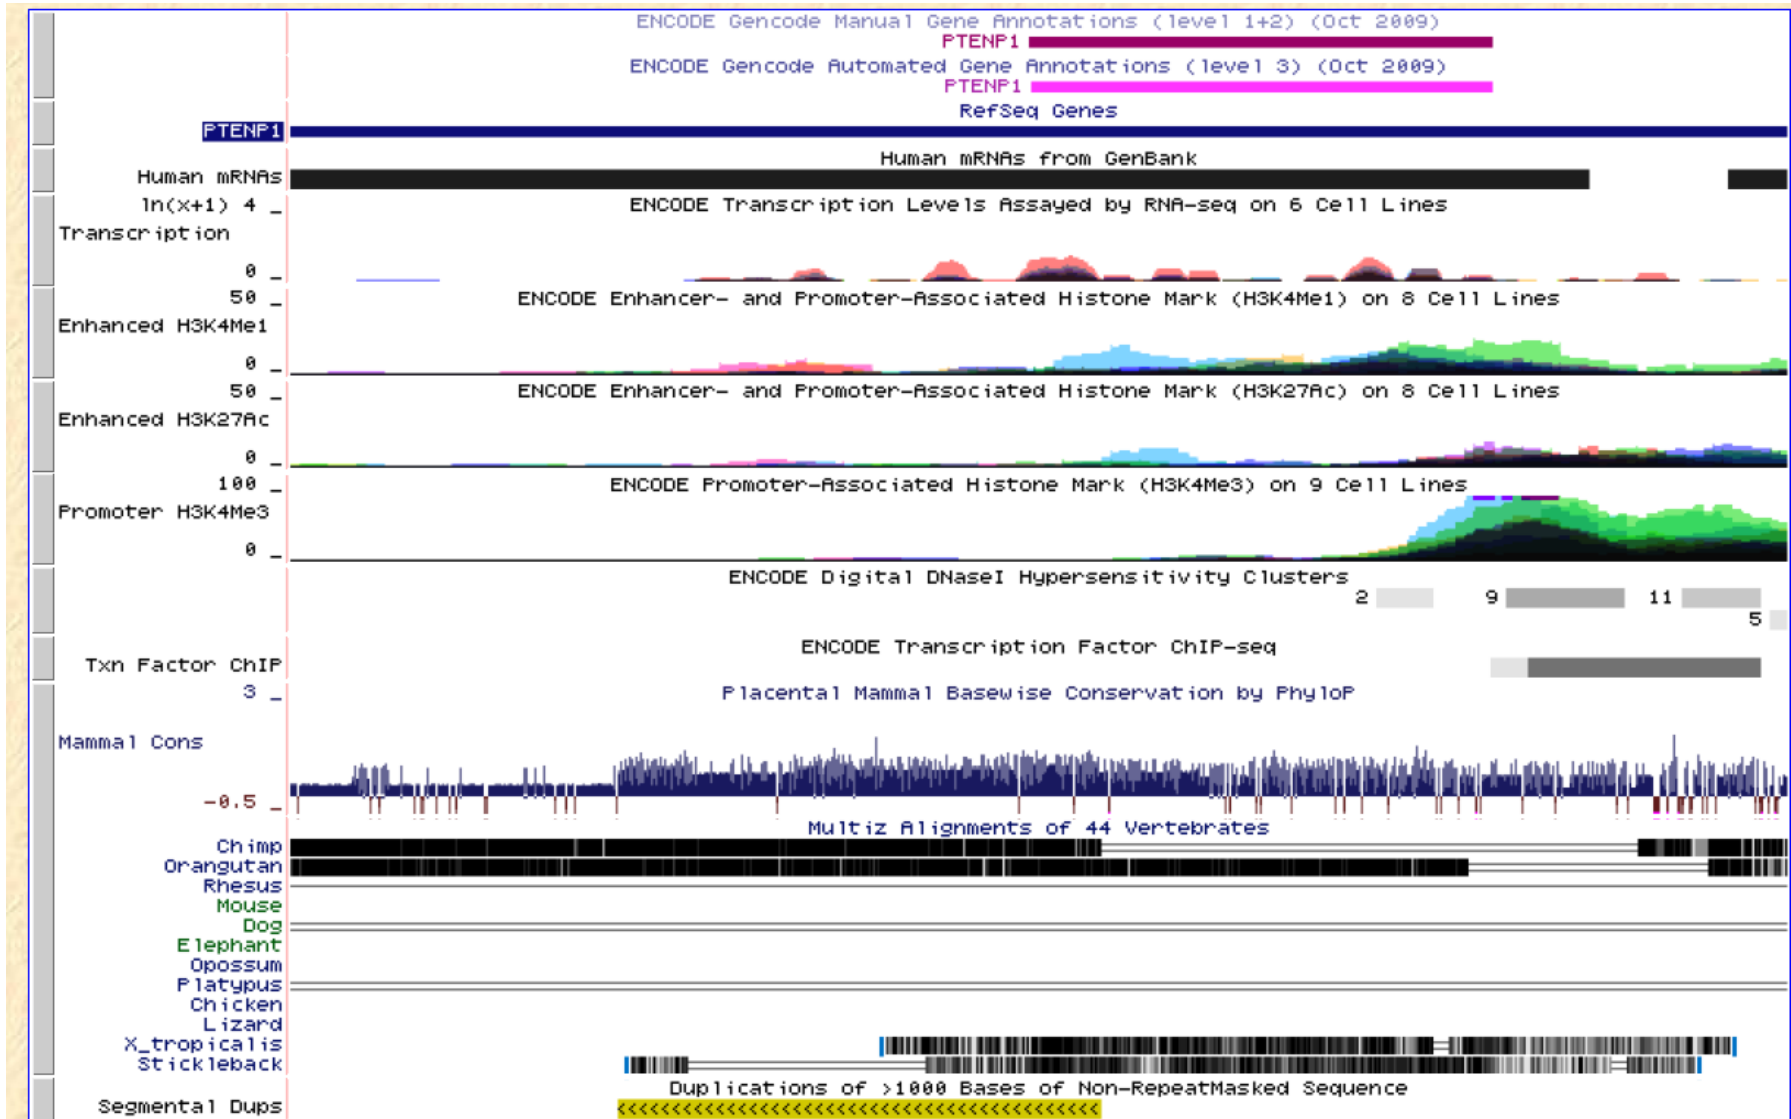 ENCODE Gencode Manual Gene Annotations (level 1+2) (Oct 2009)
PTENP1
ENCODE Gencode Automated Gene Annotations (level 3) (Oct 2009)
PTENP1
RefSeq Genes
PTENP1
Human mRNAs from GenBank
Human mRNAs
ln(x+1) 4 _ ENCODE Transcription Levels Assayed by RNA-seq on 6 Cell Lines
Transcription
0 _
50 _ ENCODE Enhancer- and Promoter-Associated Histone Mark (H3K4Me1) on 8 Cell Lines
Enhanced H3K4Me1
0 _
50 _ ENCODE Enhancer- and Promoter-Associated Histone Mark (H3K27Ac) on 8 Cell Lines
Enhanced H3K27Ac
0 _
100 _ ENCODE Promoter-Associated Histone Mark (H3K4Me3) on 9 Cell Lines
Promoter H3K4Me3
0 _
ENCODE Digital DNaseI Hypersensitivity Clusters
2 9 11
5
ENCODE Transcription Factor ChIP-seq
Txn Factor ChIP
3 _ Placental Mammal Basewise Conservation by PhyloP
Mammal Cons
-0.5 _
Multiz Alignments of 44 Vertebrates
Chimp
Orangutan
Rhesus
Mouse
Dog
Elephant
Opossum
Platypus
Chicken
Lizard
X_tropicalis
Stickleback
Duplications of >1000 Bases of Non-RepeatMasked Sequence
Segmental Dups